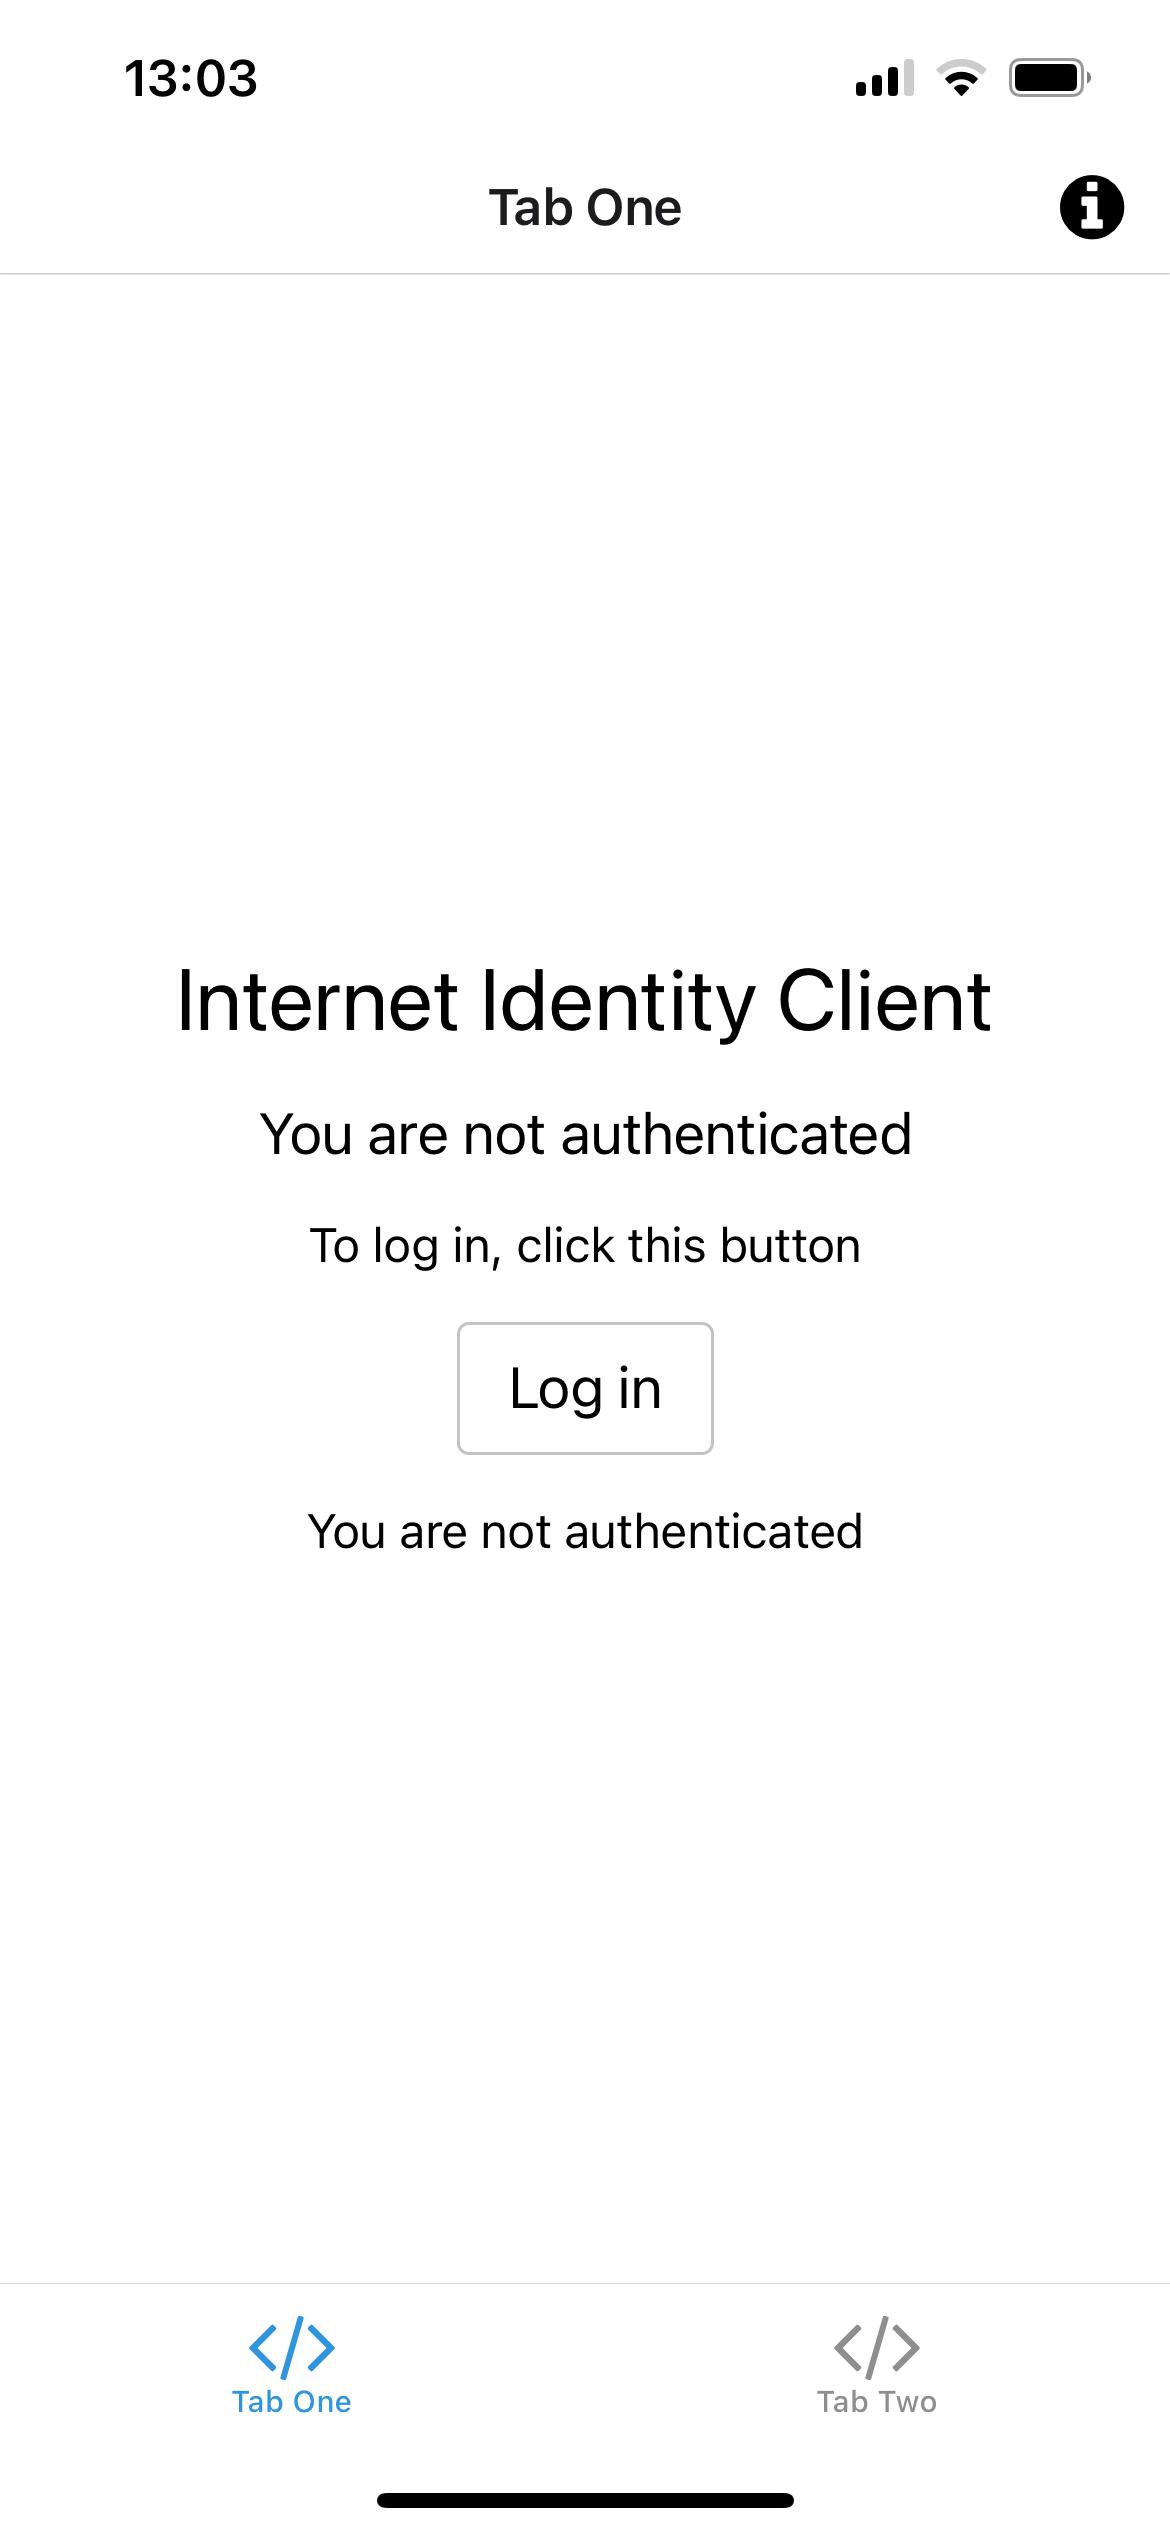 13:03
Tab One
Internet Identity Client
You are not authenticated
To log in, click this button
Log in
You are not authenticated
Tab One
Tab Two